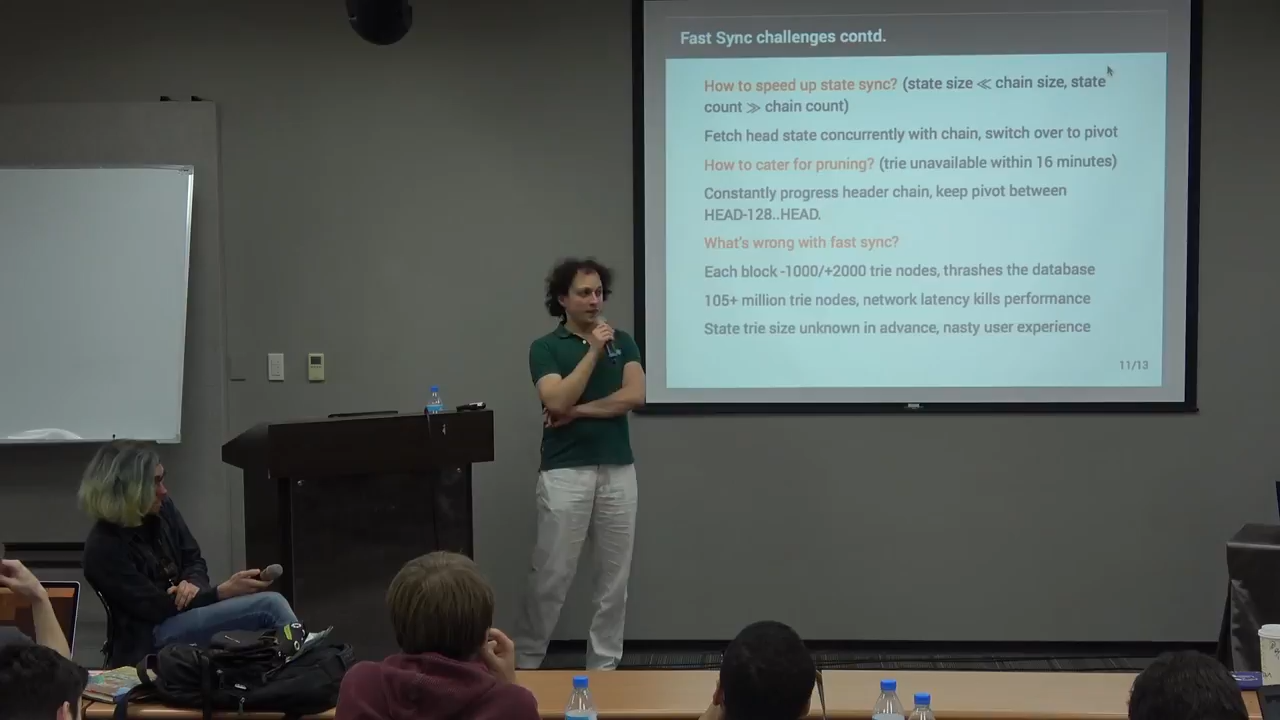 Fast Sync challenges contd.
How to speed up state sync? (state size ≪ chain size, state
count ≫ chain count)
Fetch head state concurrently with chain, switch over to pivot
How to cater for pruning? (trie unavailable within 16 minutes)
Constantly progress header chain, keep pivot between
HEAD-128..HEAD.
What's wrong with fast sync?
Each block -1000/+2000 trie nodes, thrashes the database
105+ million trie nodes, network latency kills performance
State trie size unknown in advance, nasty user experience
11/13